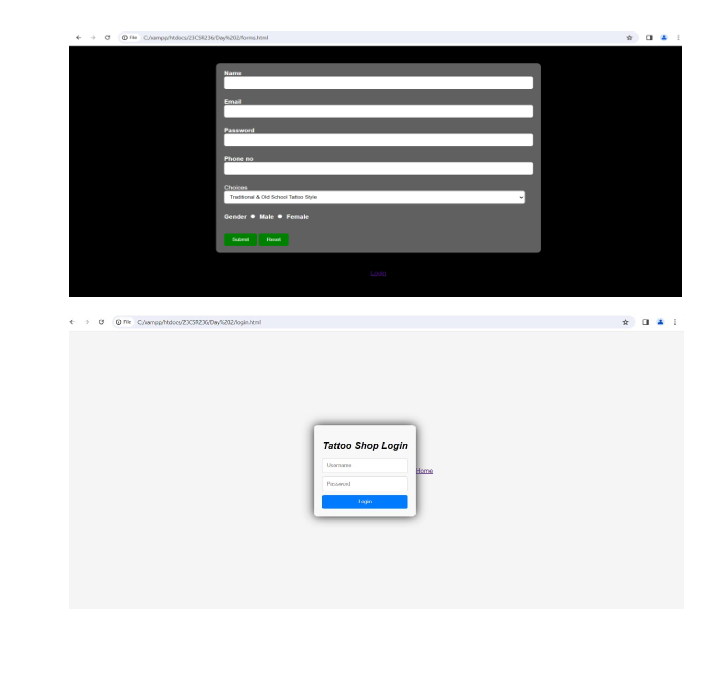 File C:/xampp/htdocs/23CSR236/Day%202/forms.html
Name
Email
Password
Phone no
Choices
Traditional & Old School Tattoo Style
Gender Male Female
Submit Reset
Login
File C:/xampp/htdocs/23CSR236/Day%202/login.html
Tattoo Shop Login
Username
Home
Password
Login